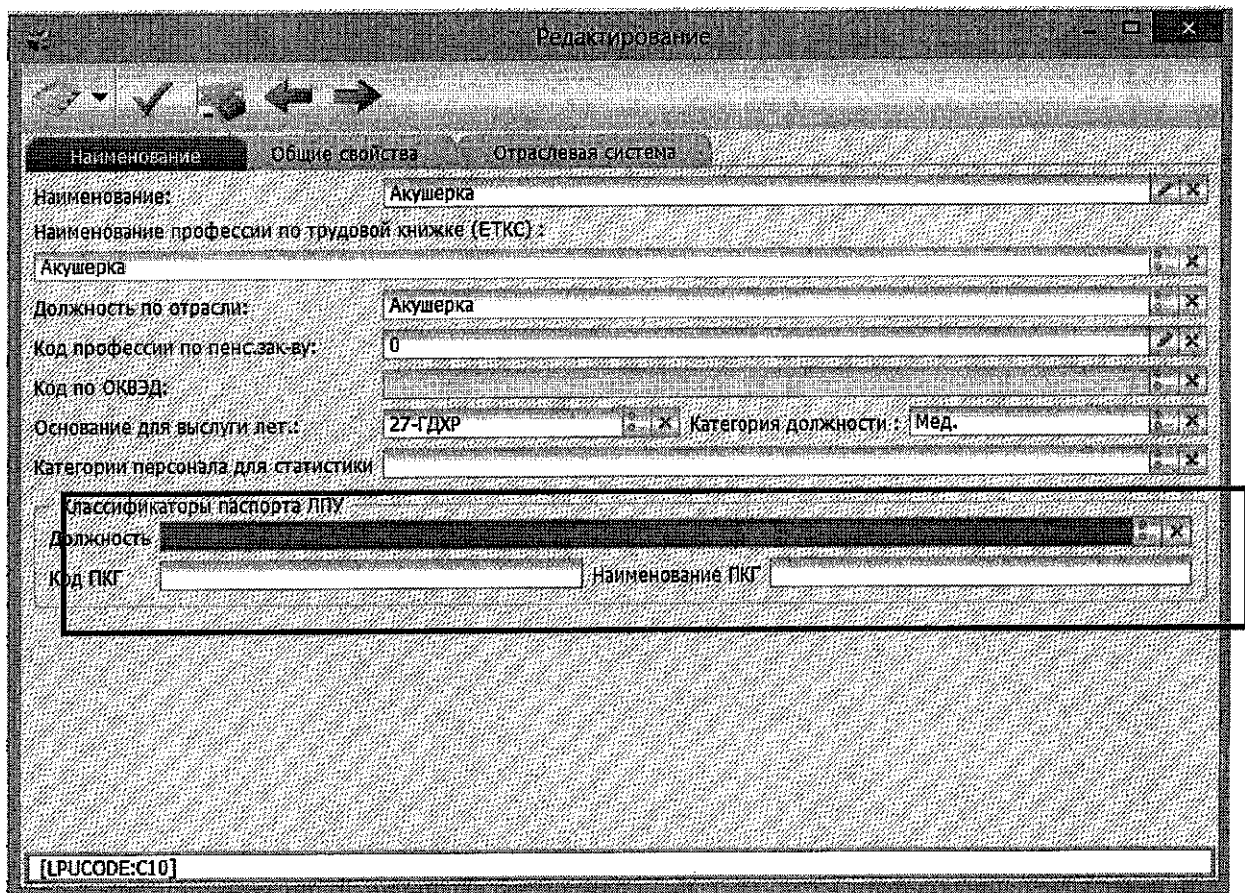 Редактирование
Наименование Общие свойства Отраслевая система
Наименование: Акушерка
Наименование профессии по трудовой книжке (ЕТКС) :
Акушерка
Должность по отрасли: Акушерка
Код профессии по пенс.зак-ву: 0
Код по ОКВЭД:
Основание для выслуги лет.: 27-ГДХР Категория должности : Мед.
Категории персонала для статистики
Классификаторы паспорта ЛПУ
Должность
Код ПКГ Наименование ПКГ
[LPUCODE:C10]